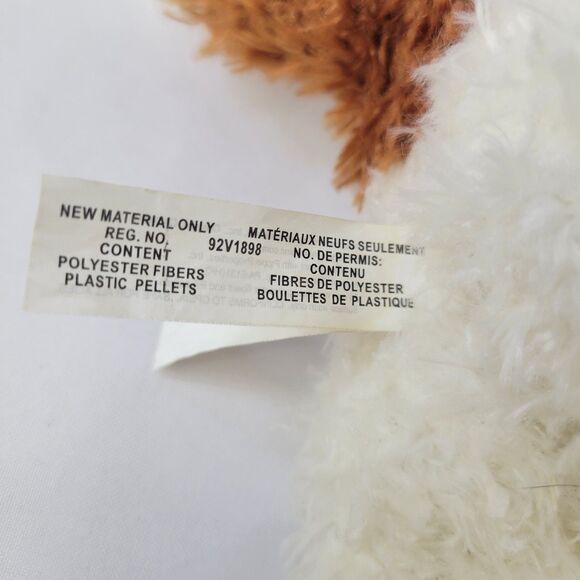 NEW MATERIAL ONLY MATÉRIAUX NEUFS SEULEMENT
REG. NO. 92V1898 NO. DE PERMIS:
CONTENT CONTENU
POLYESTER FIBERS FIBRES DE POLYESTER
PLASTIC PELLETS BOULETTES DE PLASTIQUE